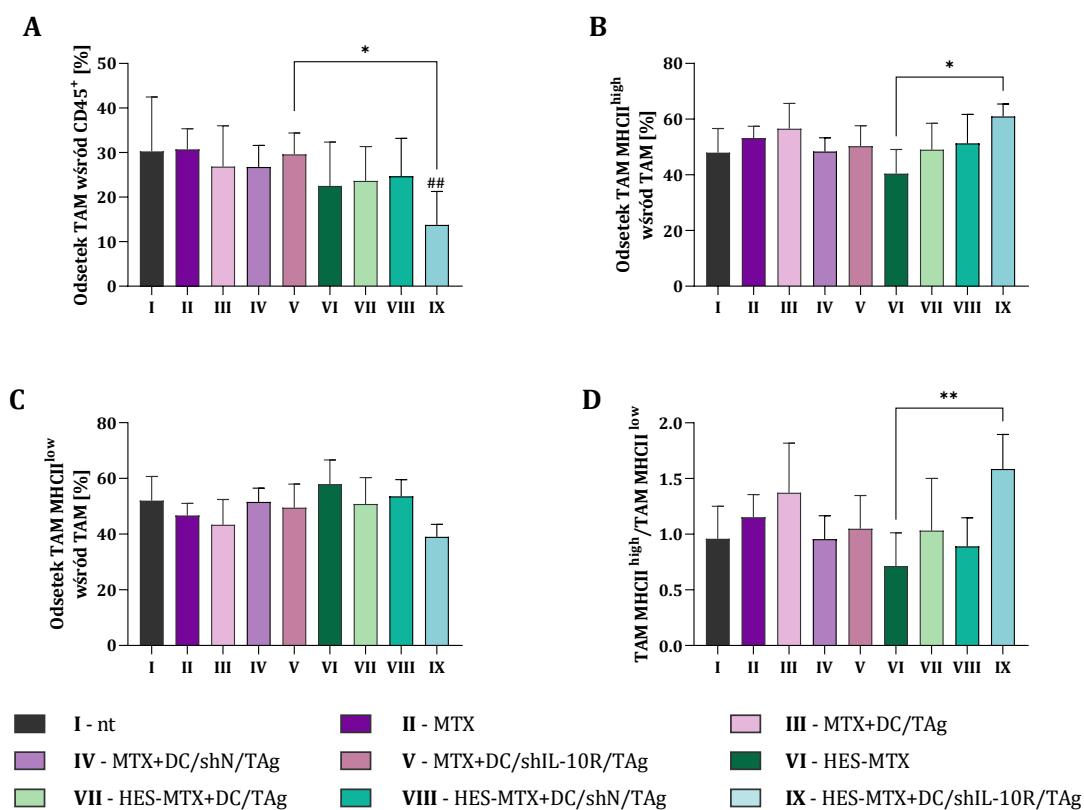 A
Odsetek TAM wśród CD45⁺ [%]
50
40
30
20
10
0
*
##
I II III IV V VI VII VIII IX
B
Odsetek TAM MHCII^high
wśród TAM [%]
80
60
40
20
0
*
I II III IV V VI VII VIII IX
C
Odsetek TAM MHCII^low
wśród TAM [%]
80
60
40
20
0
I II III IV V VI VII VIII IX
D
TAM MHCII^high/TAM MHCII^low
2.0
1.5
1.0
0.5
0.0
**
I II III IV V VI VII VIII IX
I - nt
II - MTX
III - MTX+DC/TAg
IV - MTX+DC/shN/TAg
V - MTX+DC/shIL-10R/TAg
VI - HES-MTX
VII - HES-MTX+DC/TAg
VIII - HES-MTX+DC/shN/TAg
IX - HES-MTX+DC/shIL-10R/TAg